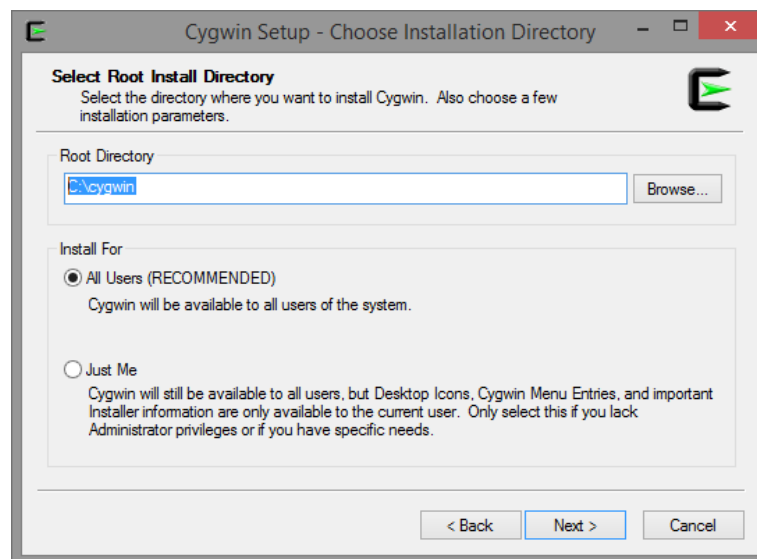 Cygwin Setup - Choose Installation Directory
Select Root Install Directory
Select the directory where you want to install Cygwin. Also choose a few
installation parameters.
Root Directory
C:\cygwin
Browse...
Install For
All Users (RECOMMENDED)
Cygwin will be available to all users of the system.
Just Me
Cygwin will still be available to all users, but Desktop Icons, Cygwin Menu Entries, and important
Installer information are only available to the current user. Only select this if you lack
Administrator privileges or if you have specific needs.
< Back
Next >
Cancel